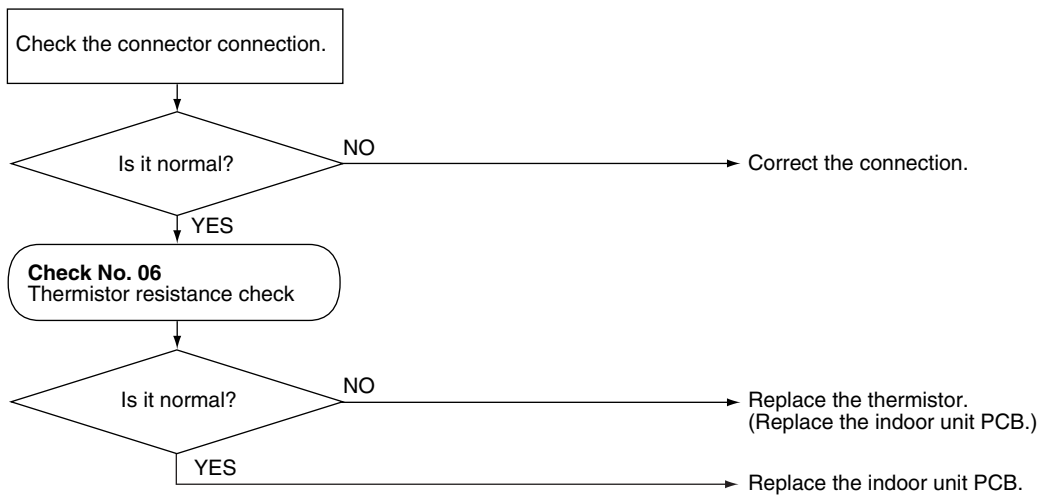 Check the connector connection.
Is it normal?
NO
Correct the connection.
YES
Check No. 06
Thermistor resistance check
Is it normal?
NO
Replace the thermistor.
(Replace the indoor unit PCB.)
YES
Replace the indoor unit PCB.